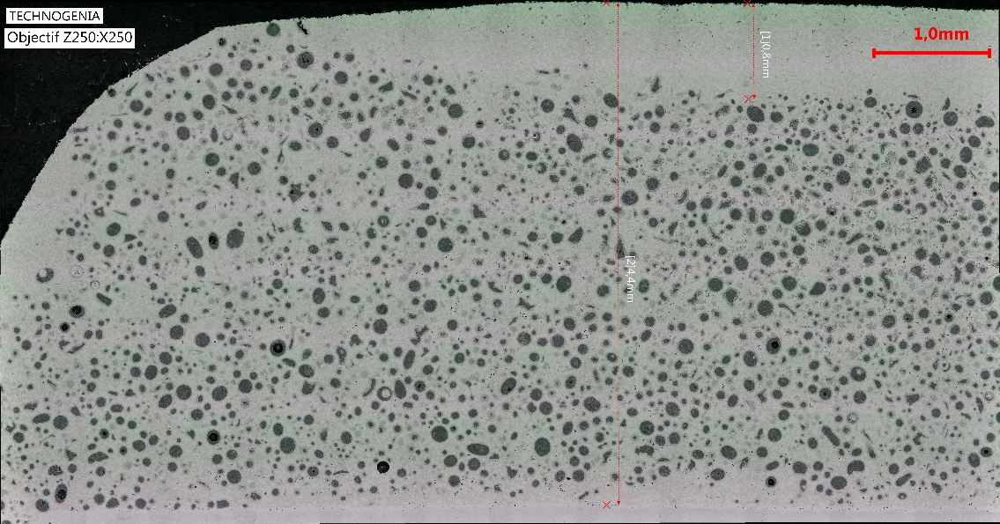 TECHNOGENIA
Objectif Z250:X250
1,0mm
[1]0,8mm
[2]4,4mm